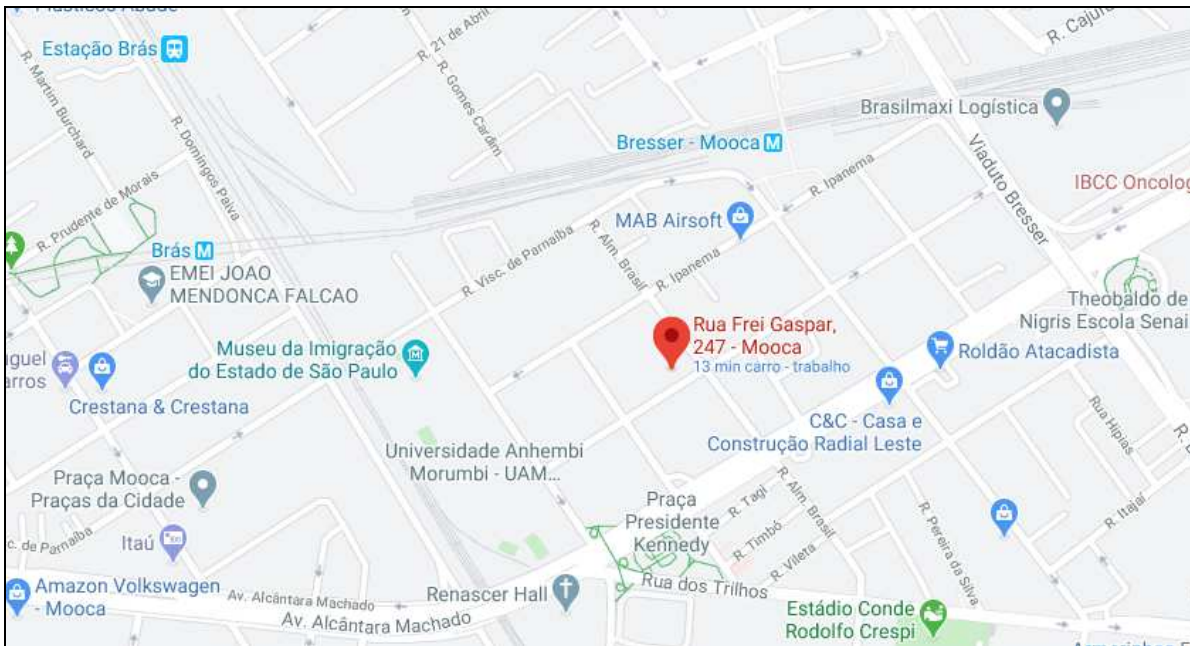 Estação Brás
R. 21 de Abril
R. Cajuru
R. Martim Burchard
R. Gomes Cardim
Brasilmaxi Logística
R. Domingos Paiva
Bresser - Mooca M
Viaduto Bresser
R. Ipanema
IBCC Oncolog
R. Prudente de Morais
MAB Airsoft
R. Alm. Brasil
R. Visc. de Parnaíba
R. Ipanema
Brás M
EMEI JOAO
MENDONCA FALCAO
Theobaldo de
Nigris Escola Senai
Rua Frei Gaspar,
247 - Mooca
13 min carro - trabalho
Museu da Imigração
do Estado de São Paulo
Roldão Atacadista
Crestana & Crestana
C&C - Casa e
Construção Radial Leste
Rua Hípias
Universidade Anhembi
Morumbi - UAM...
Praça Mooca -
Praças da Cidade
Praça
Presidente
Kennedy
R. Tagi
R. Alm. Brasil
R. Timbó
R. Vileta
R. Pereira da Silva
R. Itajaí
c. de Parnaíba
Itaú
Rua dos Trilhos
Amazon Volkswagen
- Mooca
Av. Alcântara Machado
Av. Alcântara Machado
Renascer Hall
Estádio Conde
Rodolfo Crespi